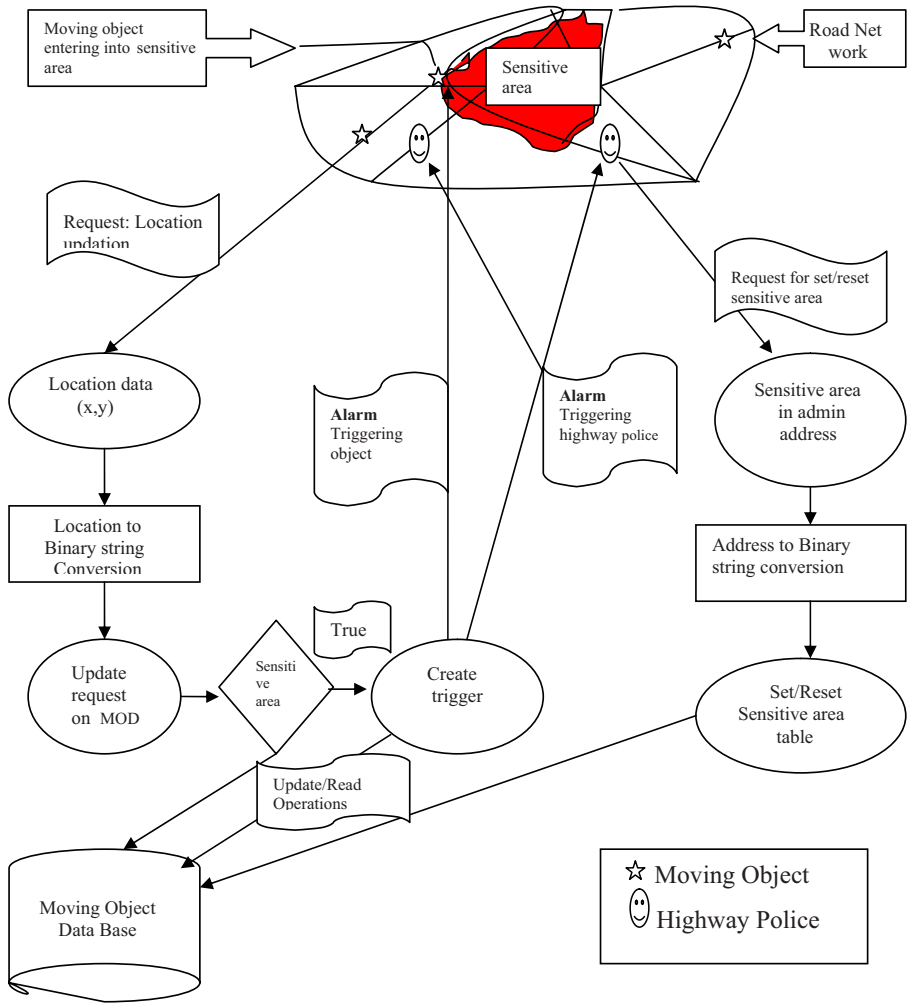 Moving object
entering into sensitive
area
Road Net
work
Sensitive
area
Request: Location
updation
Request for set/reset
sensitive area
Location data
(x,y)
Alarm
Triggering
object
Alarm
Triggering
highway police
Sensitive area
in admin
address
Location to
Binary string
Conversion
Address to Binary
string conversion
True
Update
request
on MOD
Sensiti
ve
area
Create
trigger
Set/Reset
Sensitive area
table
Update/Read
Operations
Moving Object
Data Base
Moving Object
Highway Police